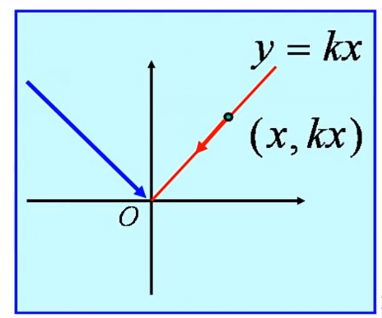 y = kx
(x, kx)
O